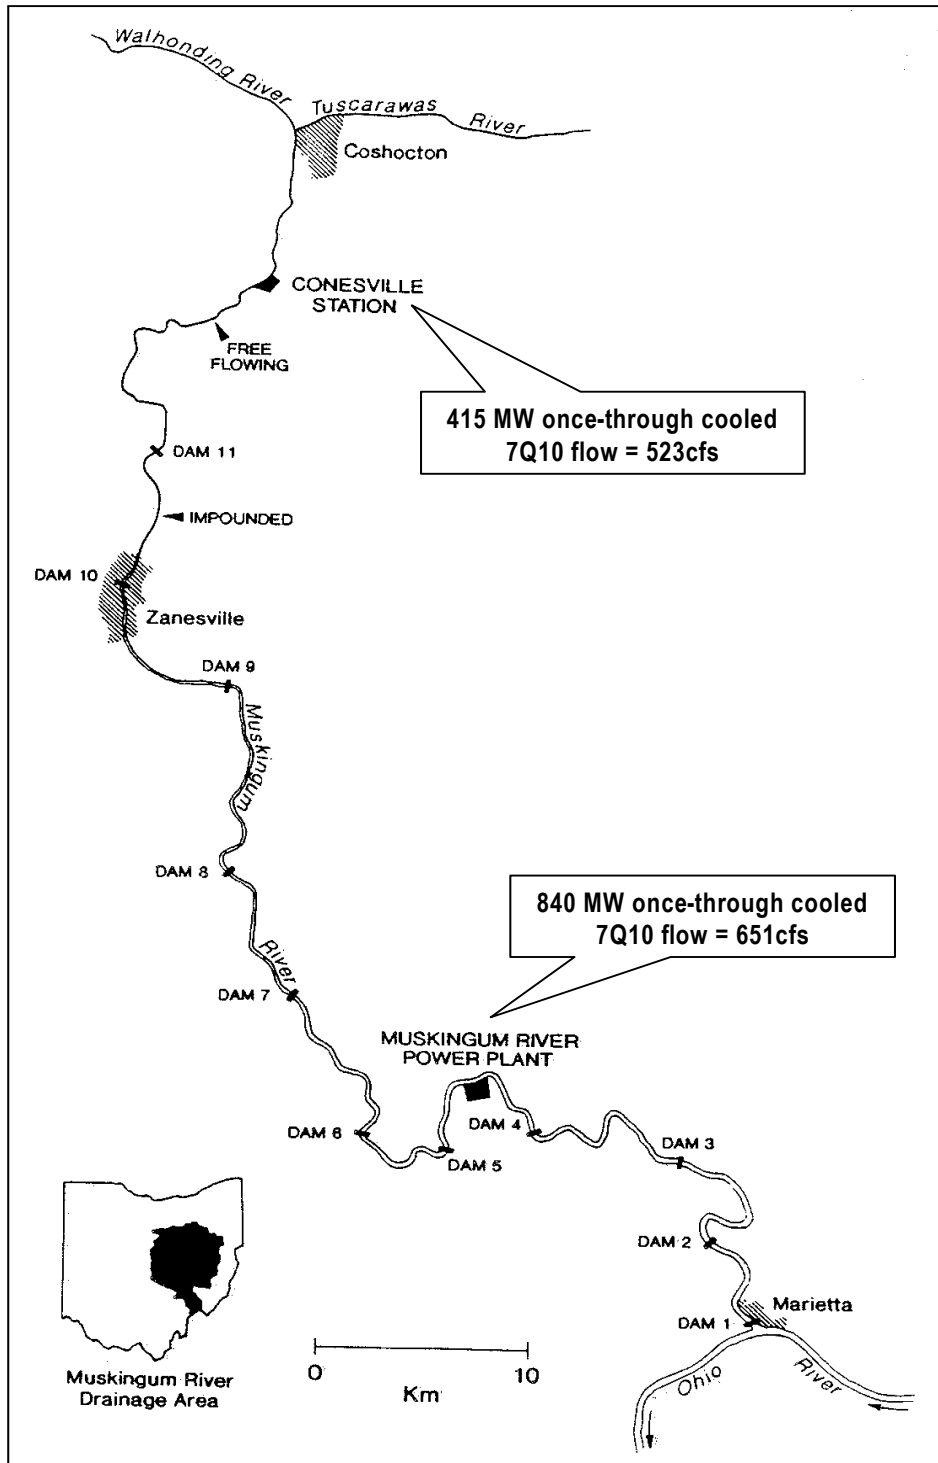 Walhonding River
Tuscarawas River
Coshocton
CONESVILLE
STATION
FREE
FLOWING
415 MW once-through cooled
7Q10 flow = 523cfs
DAM 11
IMPOUNDED
DAM 10
Zanesville
DAM 9
Muskingum
DAM 8
840 MW once-through cooled
7Q10 flow = 651cfs
River
DAM 7
MUSKINGUM RIVER
POWER PLANT
DAM 6
DAM 4
DAM 5
DAM 3
DAM 2
Marietta
DAM 1
Ohio River
0 10
Km
Muskingum River
Drainage Area